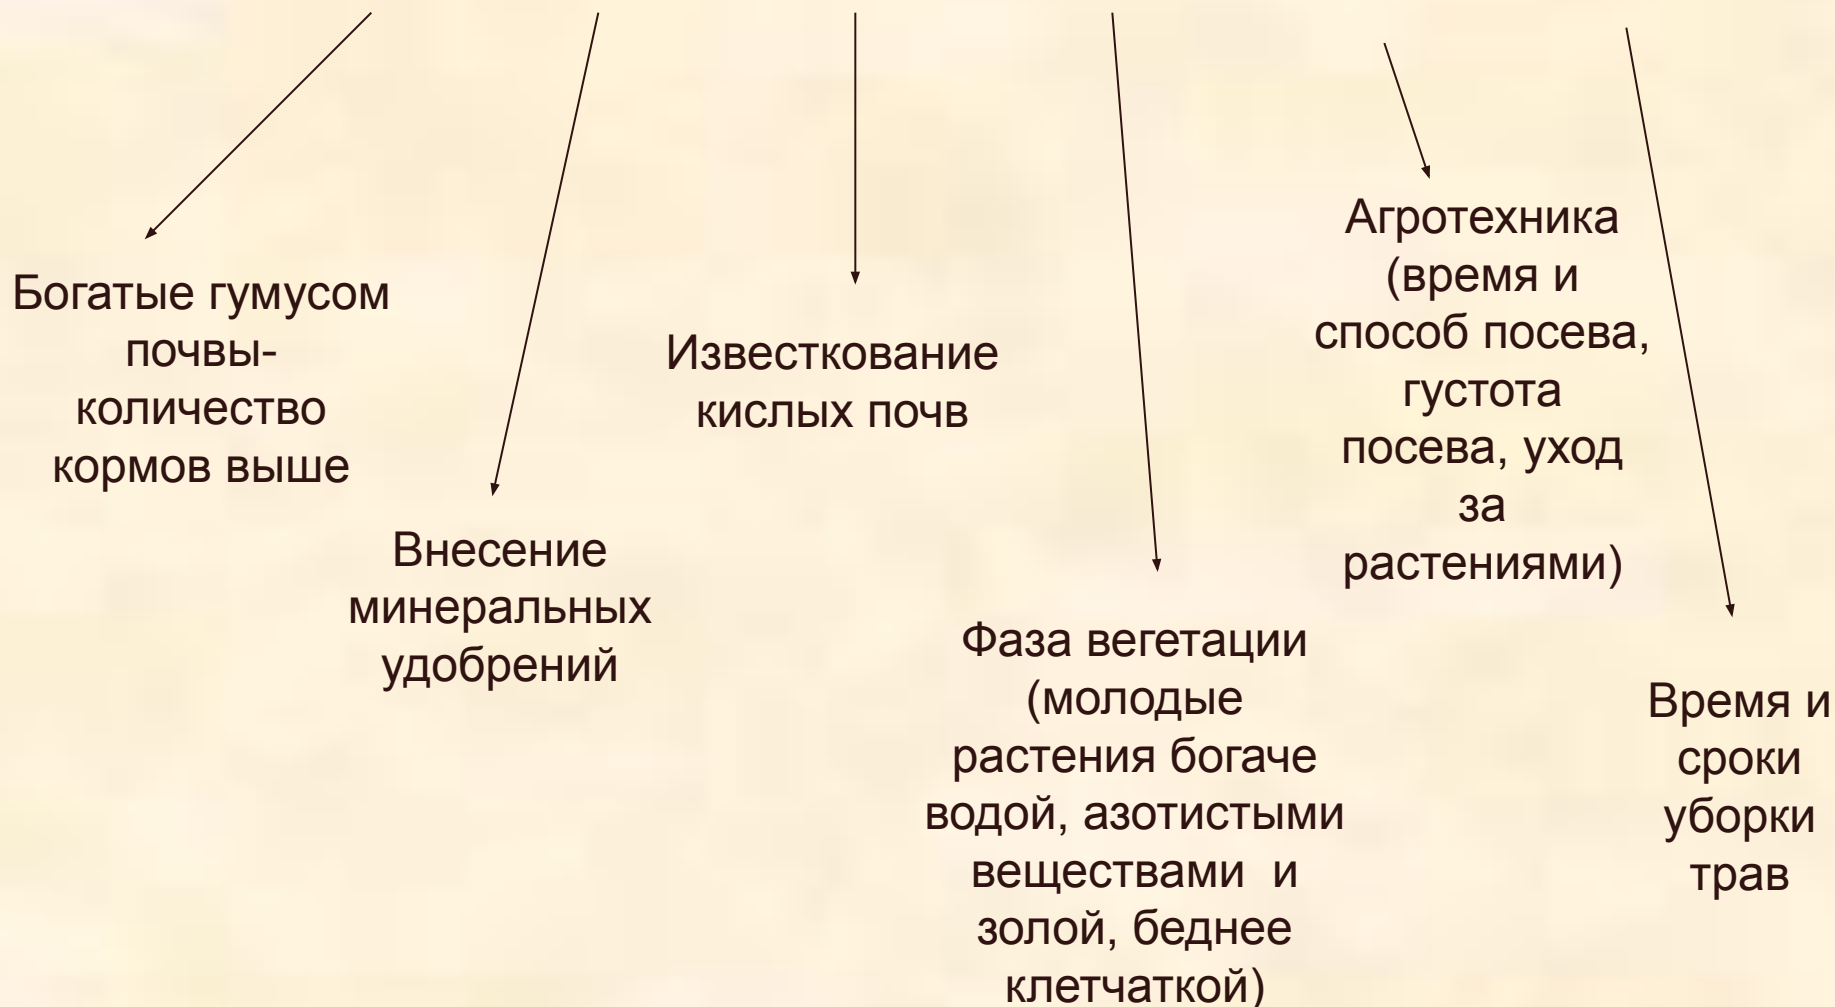 Богатые гумусом
почвы-
количество
кормов выше
Внесение
минеральных
удобрений
Известкование
кислых почв
Фаза вегетации
(молодые
растения богаче
водой, азотистыми
веществами  и
золой, беднее
клетчаткой)
Агротехника
(время и
способ посева,
густота
посева, уход
за
растениями)
Время и
сроки
уборки
трав